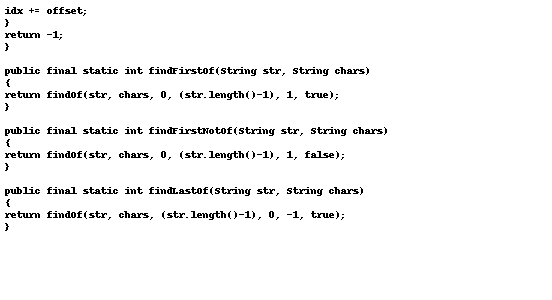 idx += offset;
}
return -1;
}
public final static int findFirstOf(String str, String chars)
{
return findOf(str, chars, 0, (str.length()-1), 1, true);
}
public final static int findFirstNotOf(String str, String chars)
{
return findOf(str, chars, 0, (str.length()-1), 1, false);
}
public final static int findLastOf(String str, String chars)
{
return findOf(str, chars, (str.length()-1), 0, -1, true);
}